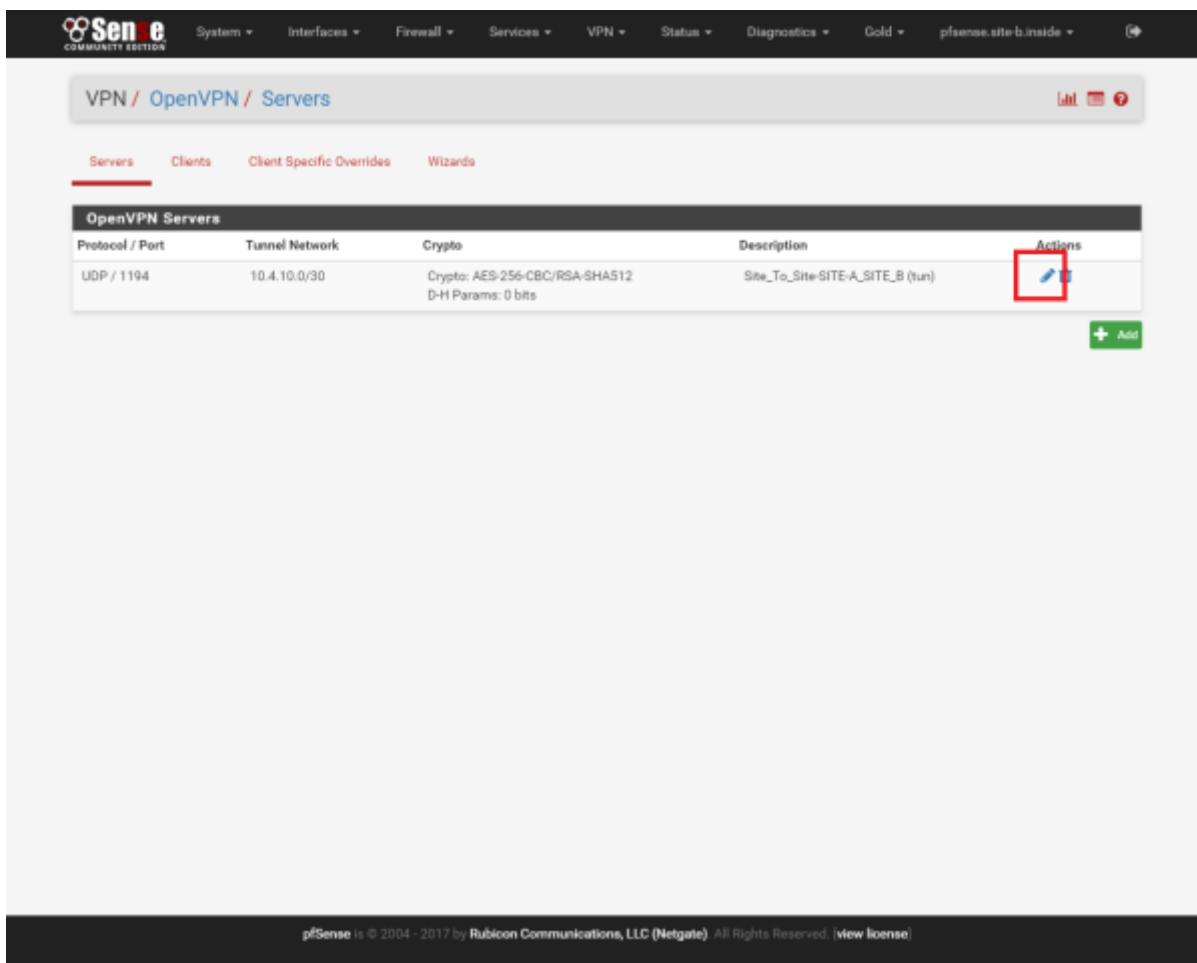 Sense
COMMUNITY EDITION
System Interfaces Firewall Services VPN Status Diagnostics Gold pfsense.site-b.inside
VPN / OpenVPN / Servers
Servers Clients Client Specific Overrides Wizards
OpenVPN Servers
Protocol / Port Tunnel Network Crypto Description Actions
UDP / 1194 10.4.10.0/30 Crypto: AES-256-CBC/RSA-SHA512 Site_To_Site-SITE-A_SITE_B (tun)
D-H Params: 0 bits
Add
pfSense is © 2004 - 2017 by Rubicon Communications, LLC (Netgate). All Rights Reserved. [view license]